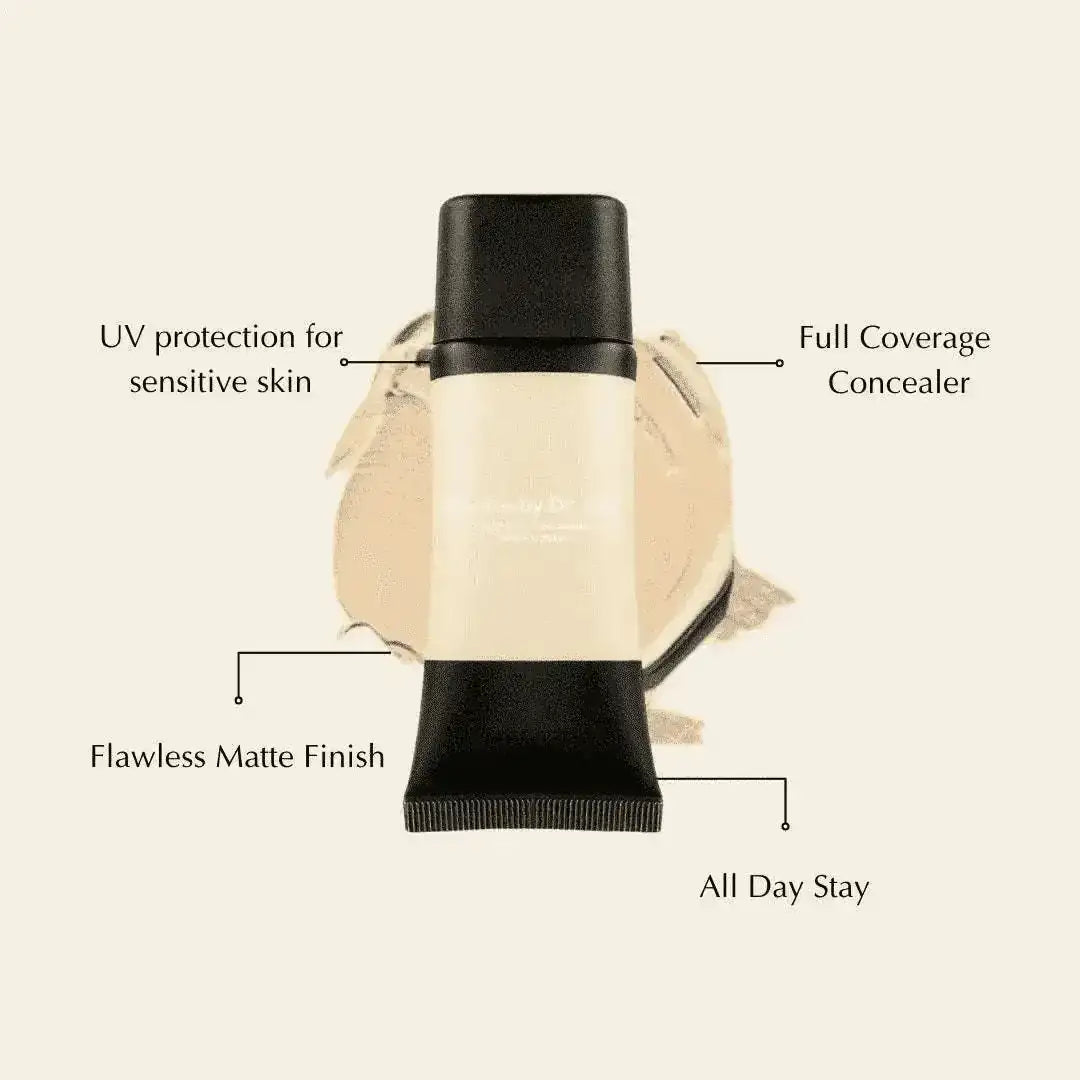 UV protection for
sensitive skin
Full Coverage
Concealer
Flawless Matte Finish
All Day Stay